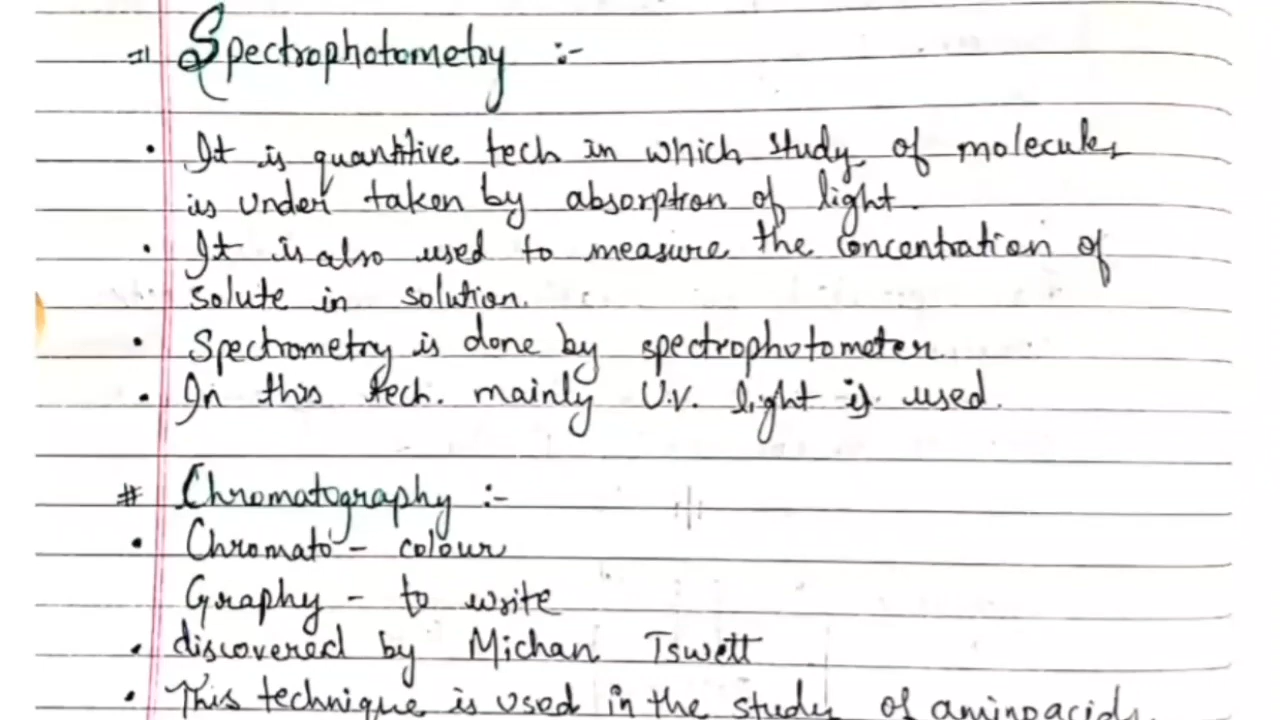 ⇒ Spectrophotometry :-
• It is quantitive tech in which study of molecules
is under taken by absorption of light.
• It is also used to measure the concentration of
solute in solution.
• Spectrometry is done by spectrophotometer.
• In this tech. mainly U.V. light is used.
# Chromatography :-
• Chromato - colour
Graphy - to write
• discovered by Michan Tswett
• This technique is used in the study of aminoacids.